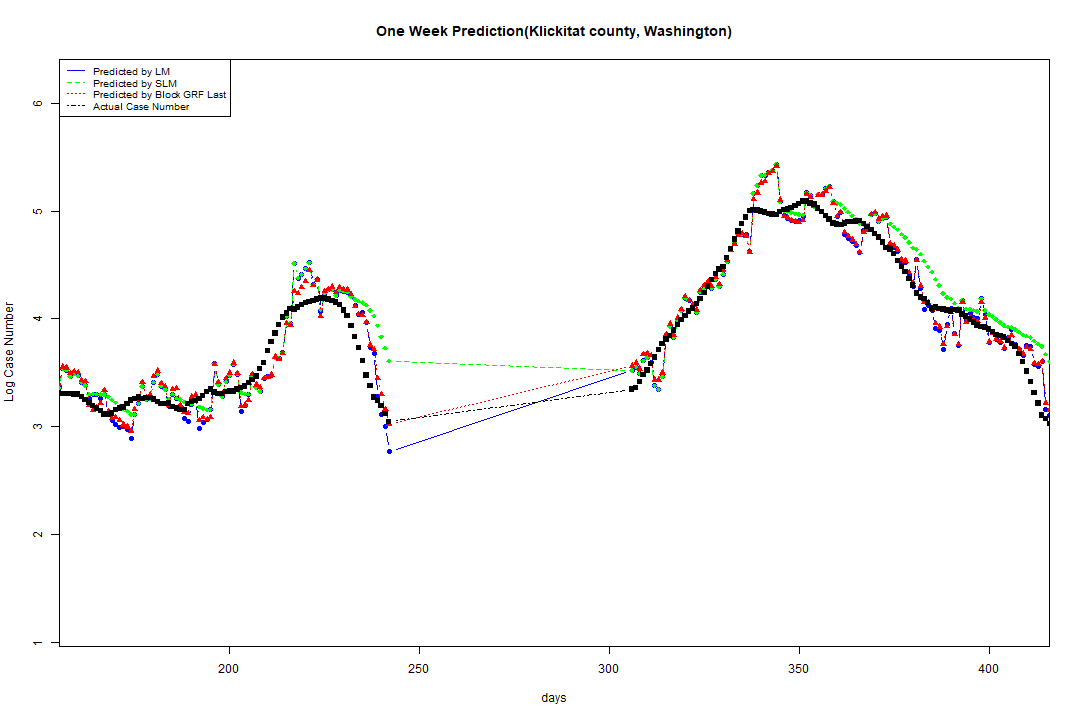 One Week Prediction(Klickitat county, Washington)
Predicted by LM
Predicted by SLM
Predicted by Block GRF Last
Actual Case Number
6
5
4
3
2
1
Log Case Number
200
250
300
350
400
days